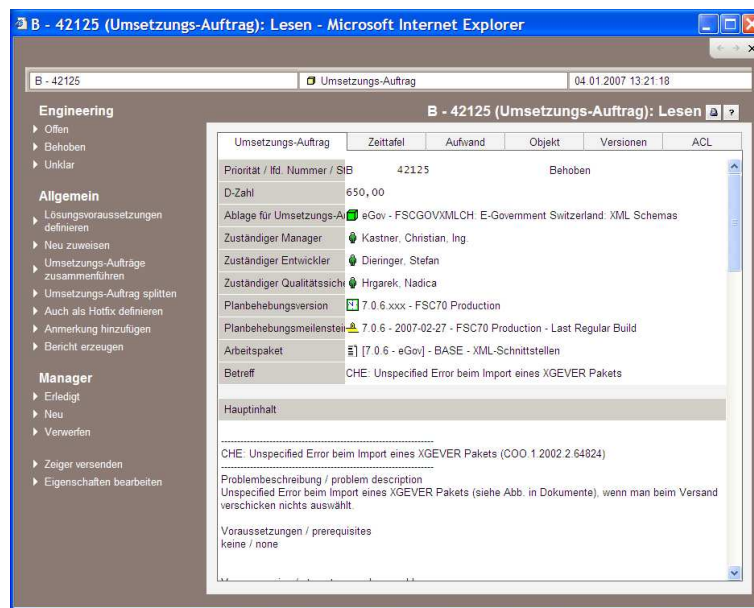 B - 42125 (Umsetzungs-Auftrag): Lesen - Microsoft Internet Explorer
B - 42125
Umsetzungs-Auftrag
04.01.2007 13:21:18
B - 42125 (Umsetzungs-Auftrag): Lesen
Engineering
Offen
Behoben
Unklar
Allgemein
Lösungsvoraussetzungen
definieren
Neu zuweisen
Umsetzungs-Aufträge
zusammenführen
Umsetzungs-Auftrag splitten
Auch als Hotfix definieren
Anmerkung hinzufügen
Bericht erzeugen
Manager
Erledigt
Neu
Verwerfen
Zeiger versenden
Eigenschaften bearbeiten
Umsetzungs-Auftrag Zeittafel Aufwand Objekt Versionen ACL
Priorität / lfd. Nummer / St B 42125 Behoben
D-Zahl 650,00
Ablage für Umsetzungs-A eGov - FSCGOVXMLCH: E-Government Switzerland: XML Schemas
Zuständiger Manager Kastner, Christian, Ing.
Zuständiger Entwickler Dieringer, Stefan
Zuständiger Qualitätssiche Hrgarek, Nadica
Planbehebungsversion 7.0.6.xxx - FSC70 Production
Planbehebungsmeilenstein 7.0.6 - 2007-02-27 - FSC70 Production - Last Regular Build
Arbeitspaket [7.0.6 - eGov] - BASE - XML-Schnittstellen
Betreff CHE: Unspecified Error beim Import eines XGEVER Pakets
Hauptinhalt
------------------------------------------------------------
CHE: Unspecified Error beim Import eines XGEVER Pakets (COO.1.2002.2.64824)
------------------------------------------------------------
Problembeschreibung / problem description
Unspecified Error beim Import eines XGEVER Pakets (siehe Abb. in Dokumente), wenn man beim Versand
verschicken nichts auswählt.
Voraussetzungen / prerequisites
keine / none